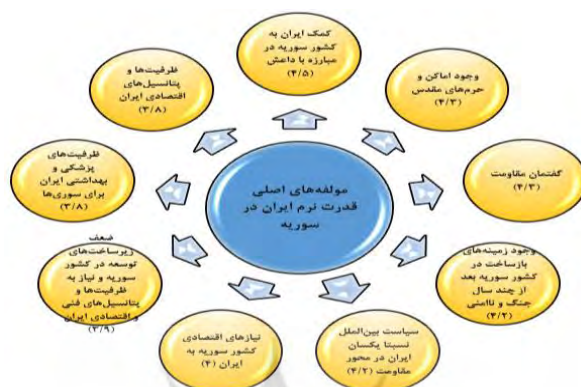 مولفه‌های اصلی
قدرت نرم ایران در
سوریه
کمک ایران به
کشور سوریه در
مبارزه با داعش
(۴/۵)
وجود اماکن و
حرم‌های مقدس
(۴/۳)
گفتمان مقاومت
(۴/۳)
وجود زمینه‌های
بازساخت در
کشور سوریه بعد
از چند سال
جنگ و ناامنی
(۴/۲)
سیاست بین‌الملل
نسبتا یکسان
ایران در محور
مقاومت (۴/۲)
نیازهای اقتصادی
کشور سوریه به
ایران (۴)
ضعف
زیرساخت‌های
توسعه در کشور
سوریه و نیاز به
ظرفیت‌ها و
پتانسیل‌های فنی
و اقتصادی ایران
(۳/۹)
ظرفیت‌های
پزشکی و
بهداشتی ایران
برای سوری‌ها
(۳/۸)
ظرفیت‌ها و
پتانسیل‌های
اقتصادی ایران
(۳/۸)